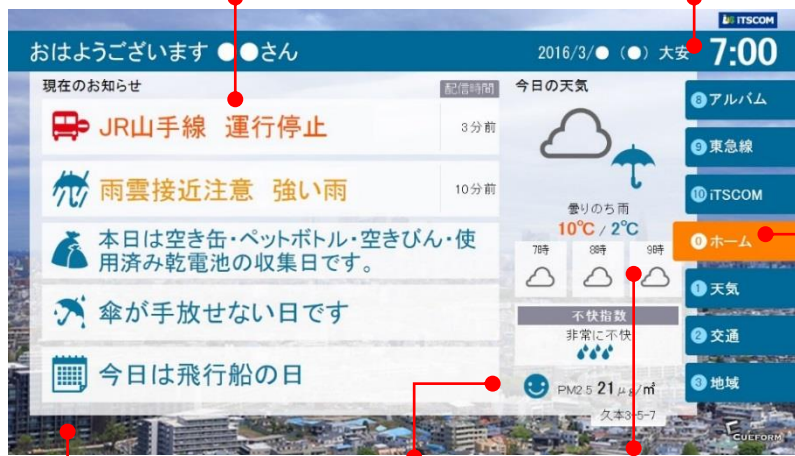 iTSCOM
おはようございます ●●さん
2016/3/● (●) 大安
7:00
現在のお知らせ
配信時間
JR山手線 運行停止
3分前
雨雲接近注意 強い雨
10分前
本日は空き缶・ペットボトル・空きびん・使
用済み乾電池の収集日です。
傘が手放せない日です
今日は飛行船の日
今日の天気
曇りのち雨
10℃ / 2℃
7時 8時 9時
不快指数
非常に不快
PM2.5 21μg/㎥
久本3-5-7
8 アルバム
9 東急線
10 iTSCOM
0 ホーム
1 天気
2 交通
3 地域
CUEFORM